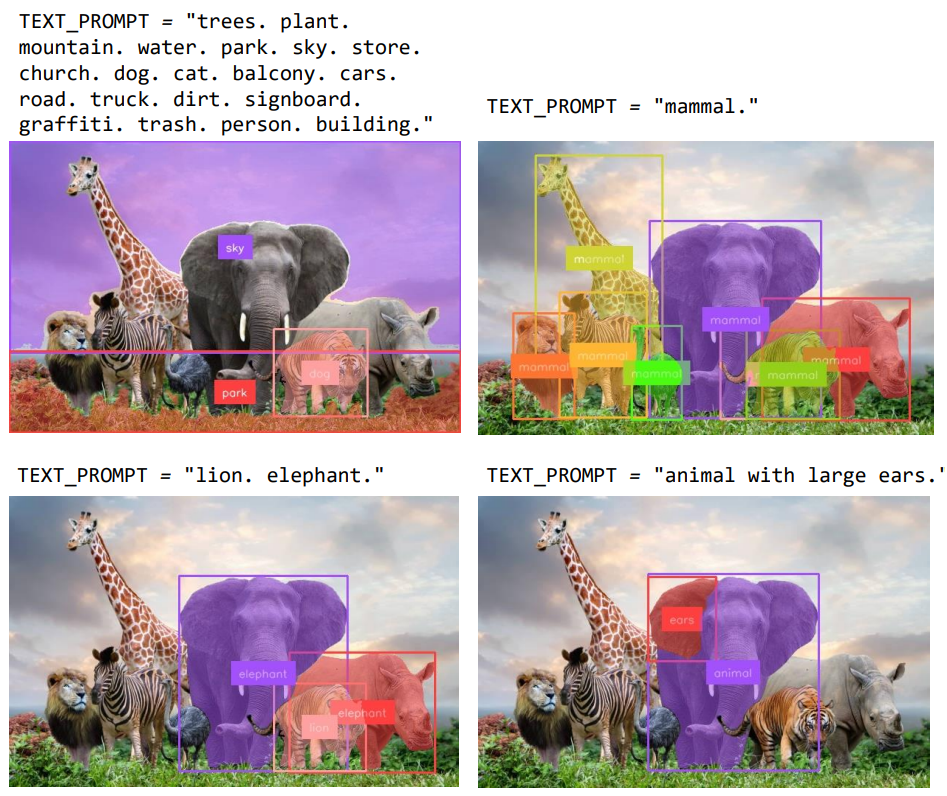 TEXT_PROMPT = "trees. plant.
mountain. water. park. sky. store.
church. dog. cat. balcony. cars.
road. truck. dirt. signboard.
graffiti. trash. person. building."
sky
dog
park
TEXT_PROMPT = "mammal."
mammal
mammal
mammal
mammal
mammal
mammal
mammal
TEXT_PROMPT = "lion. elephant."
elephant
elephant
lion
TEXT_PROMPT = "animal with large ears."
ears
animal